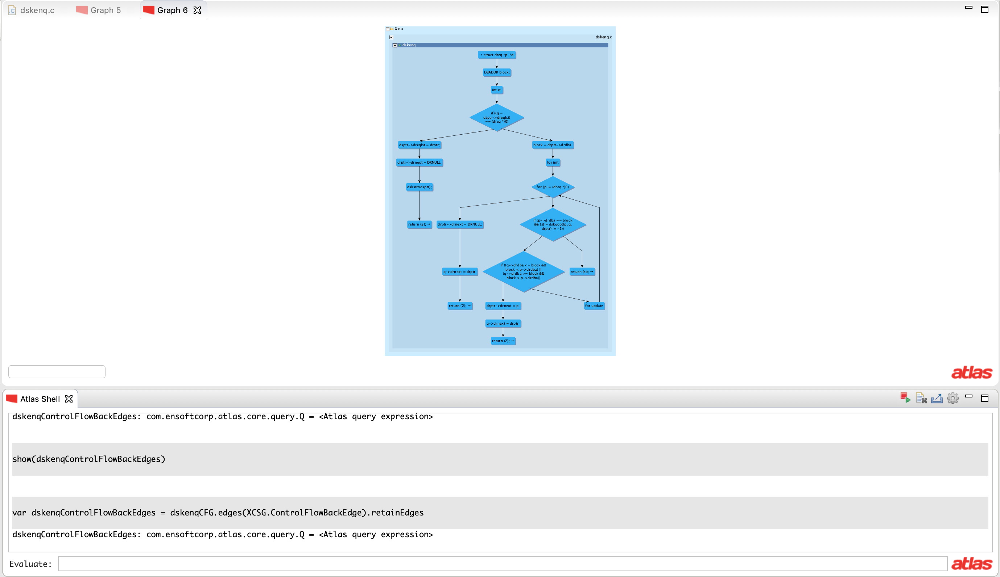 dskenq.c
Graph 5
Graph 6
Xinu
dskenq.c
dskenq
→ struct dreq *p, *q;
DBADDR block;
int st;
if ((q =
dsptr->dreqlst)
== (dreq *)0)
dsptr->dreqlst = drptr;
block = drptr->drdba;
drptr->drnext = DRNULL;
for init
dskstrt(dsptr);
for (p != (dreq *)0)
return (2); →
drptr->drnext = DRNULL;
if (p->drdba == block
&& (st = dskqopt(p, q,
drptr) != -1))
q->drnext = drptr;
if ((q->drdba <= block &&
block < p->drdba) ||
(q->drdba >= block &&
block > p->drdba))
return (st); →
return (2); →
drptr->drnext = p;
for update
q->drnext = drptr;
return (2); →
atlas
Atlas Shell
dskenqControlFlowBackEdges: com.ensoftcorp.atlas.core.query.Q = <Atlas query expression>
show(dskenqControlFlowBackEdges)
var dskenqControlFlowBackEdges = dskenqCFG.edges(XCSG.ControlFlowBackEdge).retainEdges
dskenqControlFlowBackEdges: com.ensoftcorp.atlas.core.query.Q = <Atlas query expression>
Evaluate:
atlas